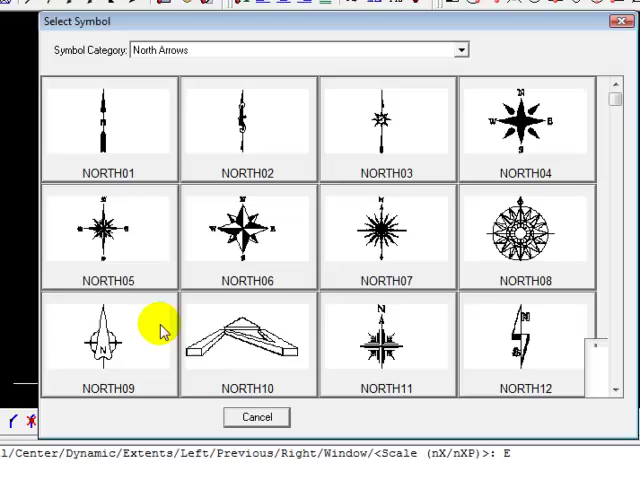 Select Symbol
Symbol Category: North Arrows
NORTH01 NORTH02 NORTH03 NORTH04
N
W E
S
NORTH05 NORTH06 NORTH07 NORTH08
N
W E
S
NORTH09 NORTH10 NORTH11 NORTH12
N
N
Cancel
l/Center/Dynamic/Extents/Left/Previous/Right/Window/<Scale (nX/nXP)>: E